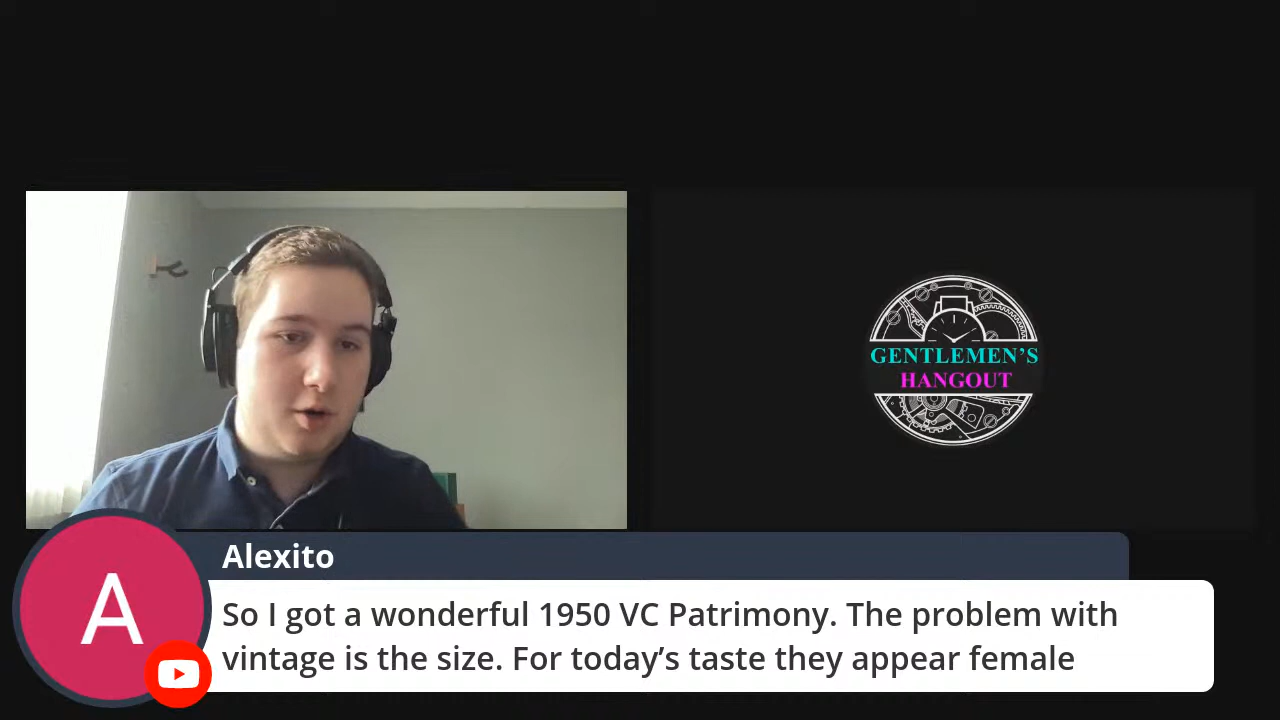 GENTLEMEN'S
HANGOUT
Alexito
A
So I got a wonderful 1950 VC Patrimony. The problem with
vintage is the size. For today's taste they appear female